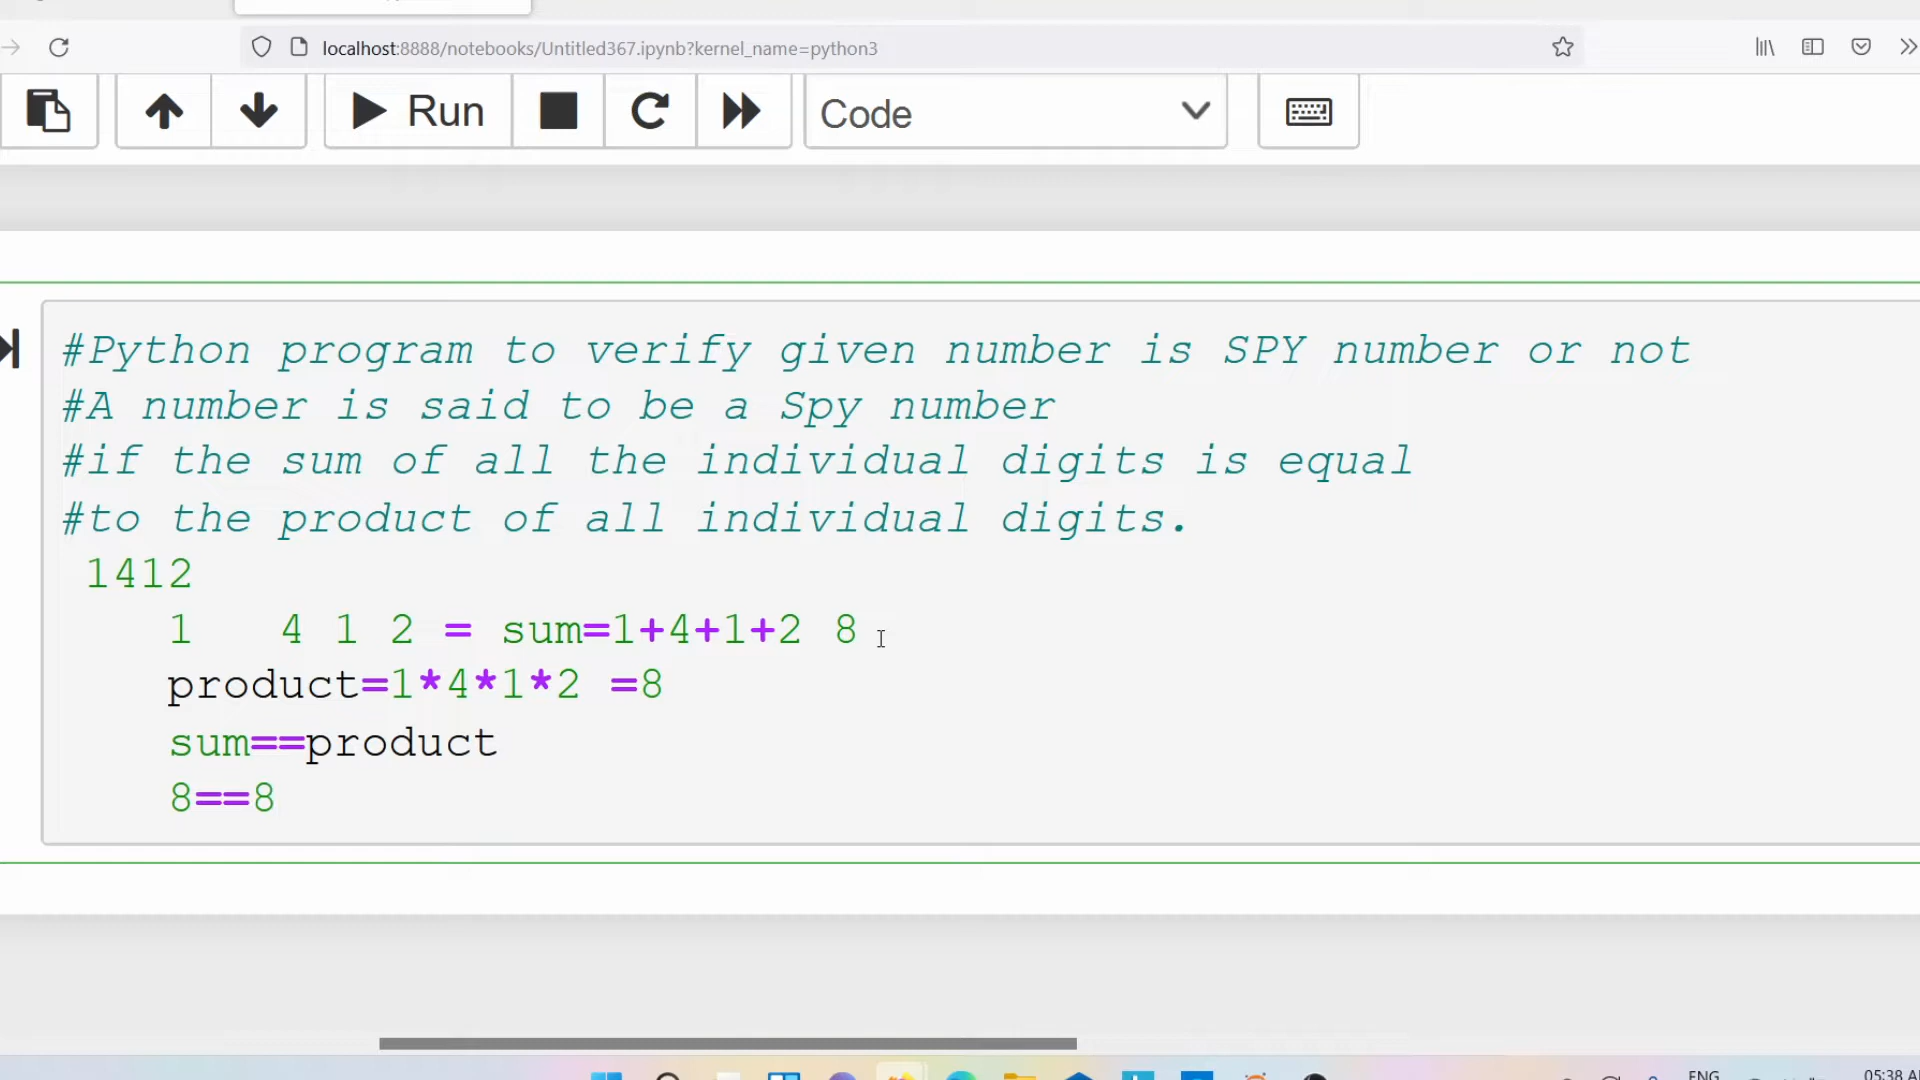 localhost:8888/notebooks/Untitled367.ipynb?kernel_name=python3
Run
Code
#Python program to verify given number is SPY number or not
#A number is said to be a Spy number
#if the sum of all the individual digits is equal
#to the product of all individual digits.
1412
1 4 1 2 = sum=1+4+1+2 8
product=1*4*1*2 =8
sum==product
8==8
ENG
05:38